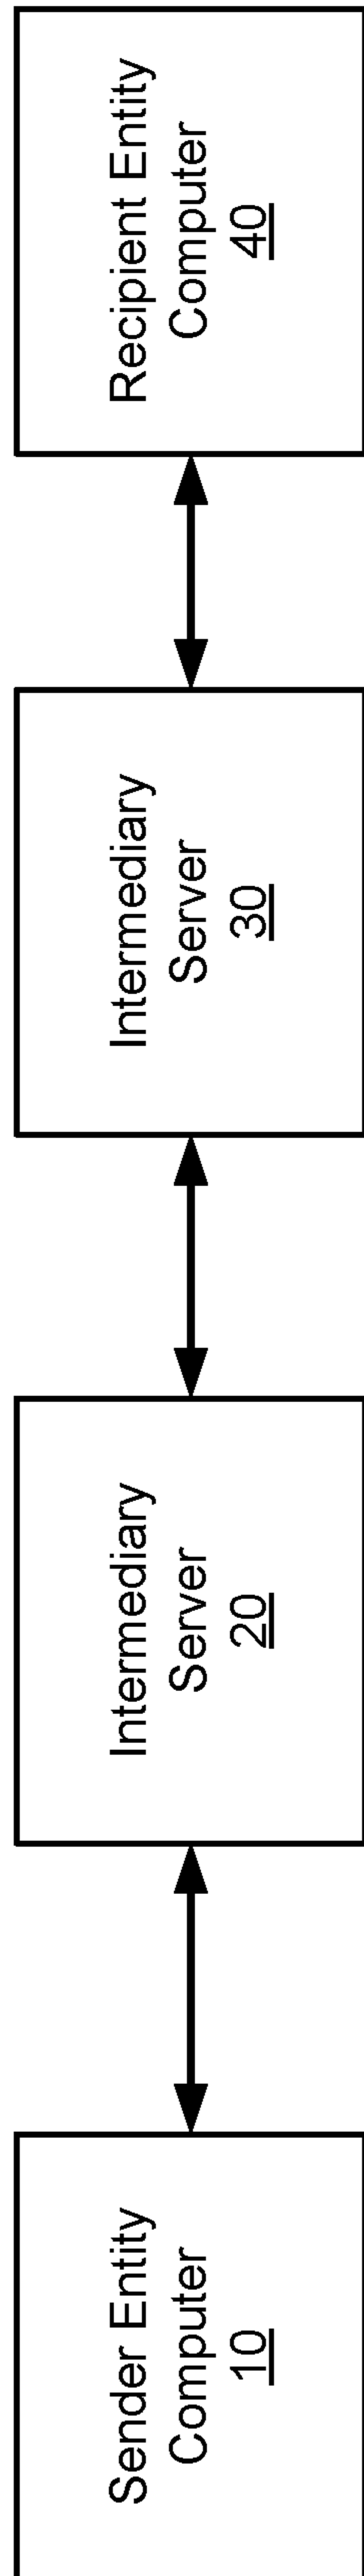 Sender Entity
Computer
10
Intermediary
Server
20
Intermediary
Server
30
Recipient Entity
Computer
40